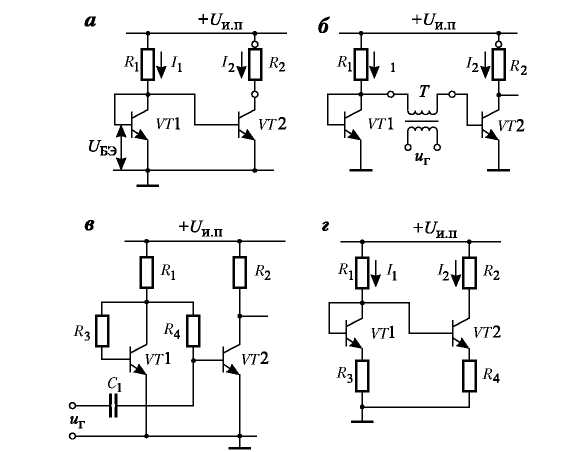 а
+Uи.п
R1 I1 I2 R2
VT1 VT2
UБЭ
б
+Uи.п
R1 1 I2 R2
T
VT1 VT2
uг
в
+Uи.п
R1 R2
R3 R4
VT1 VT2
C1
uг
г
+Uи.п
R1 I1 I2 R2
VT1 VT2
R3 R4